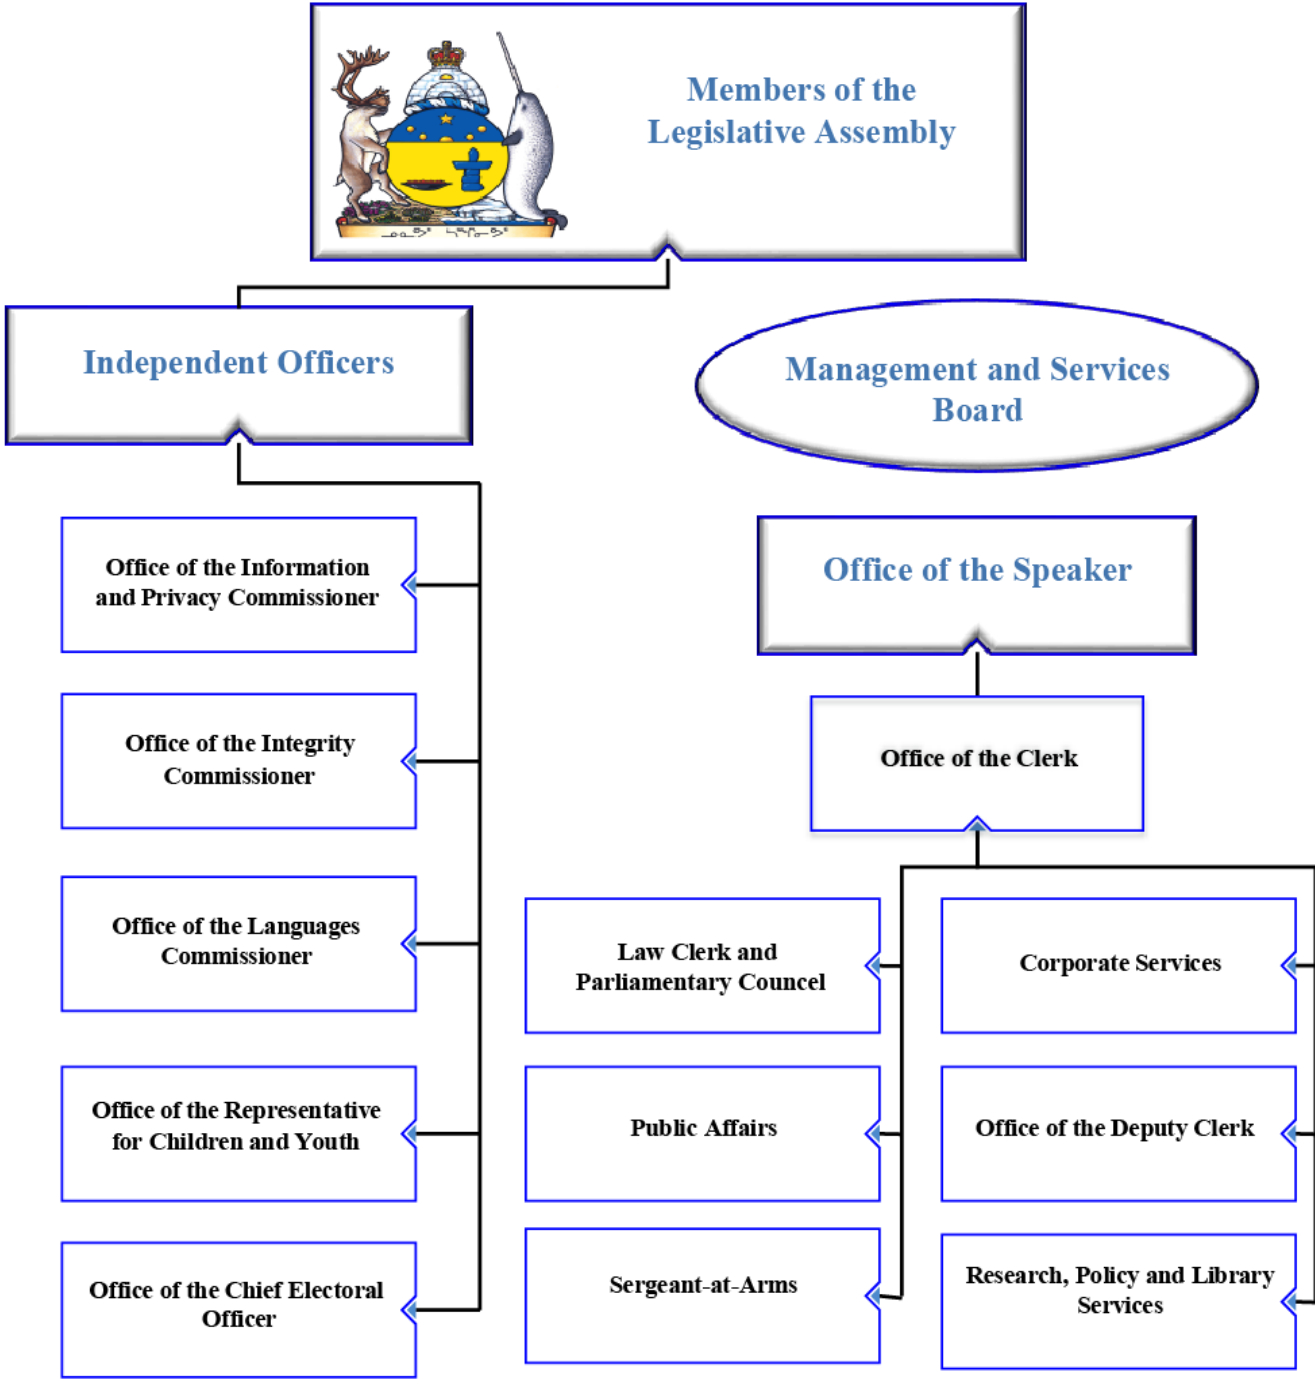 Members of the
Legislative Assembly
Independent Officers
Management and Services
Board
Office of the Information
and Privacy Commissioner
Office of the Speaker
Office of the Integrity
Commissioner
Office of the Clerk
Office of the Languages
Commissioner
Law Clerk and
Parliamentary Councel
Corporate Services
Office of the Representative
for Children and Youth
Public Affairs
Office of the Deputy Clerk
Office of the Chief Electoral
Officer
Sergeant-at-Arms
Research, Policy and Library
Services